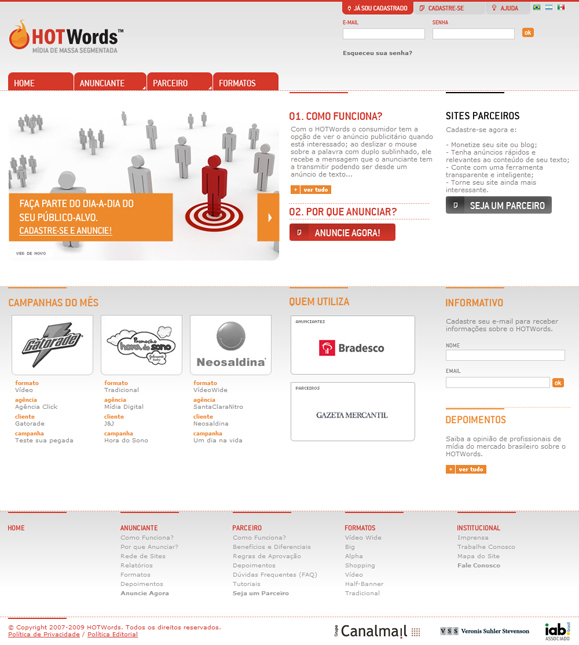 JÁ SOU CADASTRADO
CADASTRE-SE
AJUDA
E-MAIL
SENHA
ok
Esqueceu sua senha?
HOTWords™
MÍDIA DE MASSA SEGMENTADA
HOME
ANUNCIANTE
PARCEIRO
FORMATOS
FAÇA PARTE DO DIA-A-DIA DO
SEU PÚBLICO-ALVO.
CADASTRE-SE E ANUNCIE!
VER DE NOVO
01. COMO FUNCIONA?
Com o HOTWords o consumidor tem a
opção de ver o anúncio publicitário quando
está interessado; ao deslizar o mouse
sobre a palavra com duplo sublinhado, ele
recebe a mensagem que o anunciante tem
a transmitir podendo ser desde um
anúncio de texto...
+ ver tudo
02. POR QUE ANUNCIAR?
ANUNCIE AGORA!
SITES PARCEIROS
Cadastre-se agora e:
- Monetize seu site ou blog;
- Tenha anúncios rápidos e
relevantes ao conteúdo de seu texto;
- Conte com uma ferramenta
transparente e inteligente;
- Torne seu site ainda mais
interessante.
SEJA UM PARCEIRO
CAMPANHAS DO MÊS
Gatorade
formato
Vídeo
agência
Agência Click
cliente
Gatorade
campanha
Teste sua pegada
Promoção
hora do sono
formato
Tradicional
agência
Mídia Digital
cliente
J&J
campanha
Hora do Sono
Neosaldina
formato
VídeoWide
agência
SantaClaraNitro
cliente
Neosaldina
campanha
Um dia na vida
QUEM UTILIZA
ANUNCIANTES
Bradesco
PARCEIROS
GAZETA MERCANTIL
INFORMATIVO
Cadastre seu e-mail para receber
informações sobre o HOTWords.
NOME
EMAIL
ok
DEPOIMENTOS
Saiba a opinião de profissionais de
mídia do mercado brasileiro sobre o
HOTWords.
+ ver tudo
HOME
ANUNCIANTE
Como Funciona?
Por que Anunciar?
Rede de Sites
Relatórios
Formatos
Depoimentos
Anuncie Agora
PARCEIRO
Como Funciona?
Benefícios e Diferenciais
Regras de Aprovação
Depoimentos
Dúvidas Frequentes (FAQ)
Tutoriais
Seja um Parceiro
FORMATOS
Vídeo Wide
Big
Alpha
Shopping
Vídeo
Half-Banner
Tradicional
INSTITUCIONAL
Imprensa
Trabalhe Conosco
Mapa do Site
Fale Conosco
© Copyright 2007-2009 HOTWords. Todos os direitos reservados.
Política de Privacidade / Política Editorial
Grupo Canalmail
VSS Veronis Suhler Stevenson
iab.
ASSOCIADO